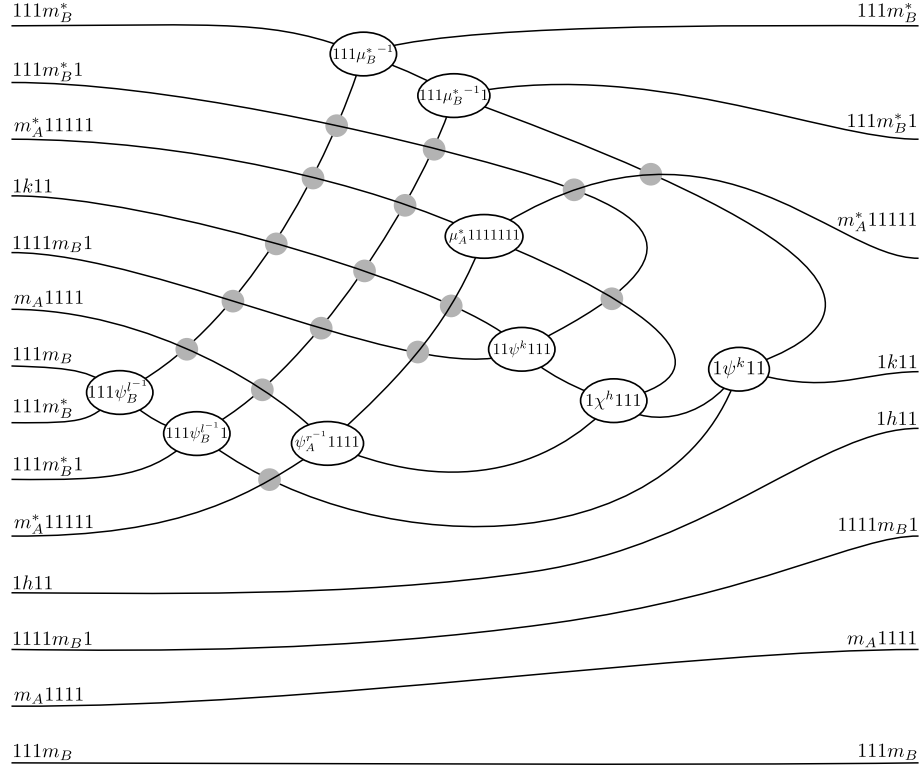 111m_B^* 111m_B^*
111μ_B^{*-1}
111m_B^*1
111μ_B^{*-1}1
m_A^*11111 111m_B^*1
1k11
m_A^*11111
μ_A^*1111111
1111m_B1
m_A1111
11ψ^k111
111m_B 1k11
1ψ^k11
111ψ_B^{l-1}
1χ^h111
111m_B^*
1h11
111ψ_B^{l-1}1
ψ_A^{r-1}1111
111m_B^*1
m_A^*11111 1111m_B1
1h11
1111m_B1 m_A1111
m_A1111
111m_B 111m_B